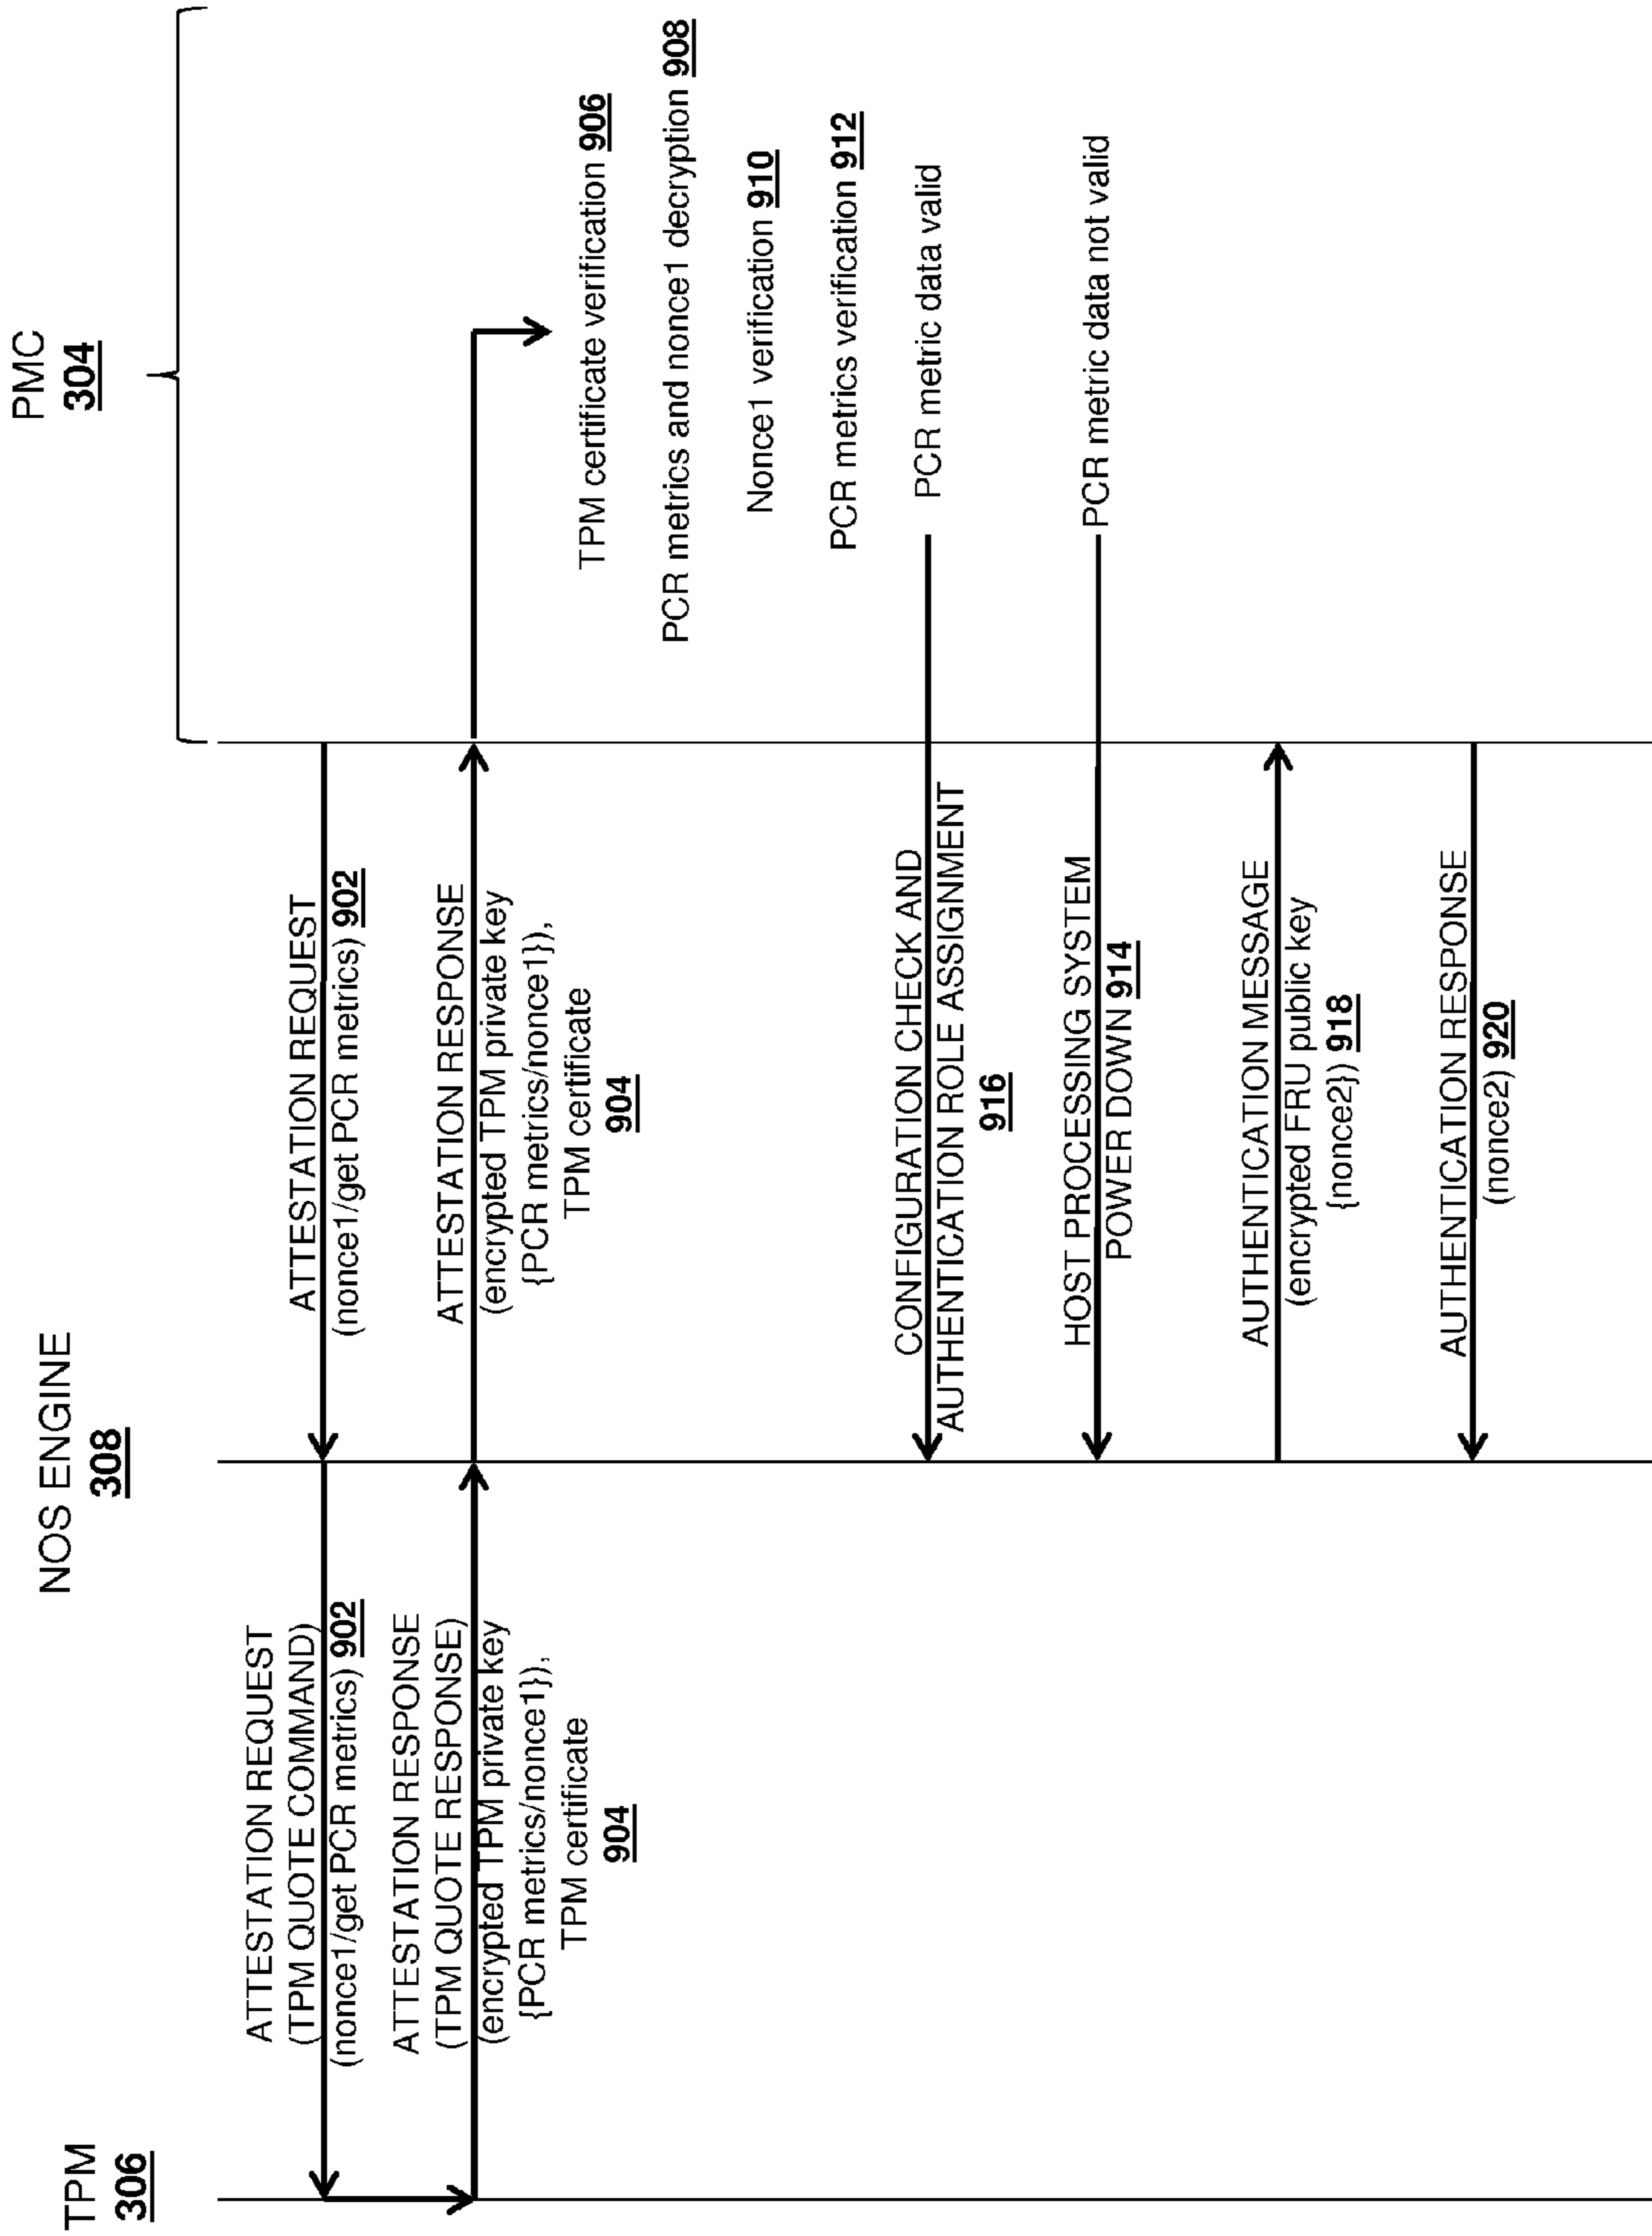 TPM
306
NOS ENGINE
308
PMC
304
ATTESTATION REQUEST
(TPM QUOTE COMMAND)
(nonce1/get PCR metrics) 902
ATTESTATION RESPONSE
(TPM QUOTE RESPONSE)
(encrypted TPM private key
{PCR metrics/nonce1}),
TPM certificate
904
ATTESTATION REQUEST
(nonce1/get PCR metrics) 902
ATTESTATION RESPONSE
(encrypted TPM private key
{PCR metrics/nonce1}),
TPM certificate
904
TPM certificate verification 906
PCR metrics and nonce1 decryption 908
Nonce1 verification 910
PCR metrics verification 912
PCR metric data valid
CONFIGURATION CHECK AND
AUTHENTICATION ROLE ASSIGNMENT
916
PCR metric data not valid
HOST PROCESSING SYSTEM
POWER DOWN 914
AUTHENTICATION MESSAGE
(encrypted FRU public key
{nonce2}) 918
AUTHENTICATION RESPONSE
(nonce2) 920